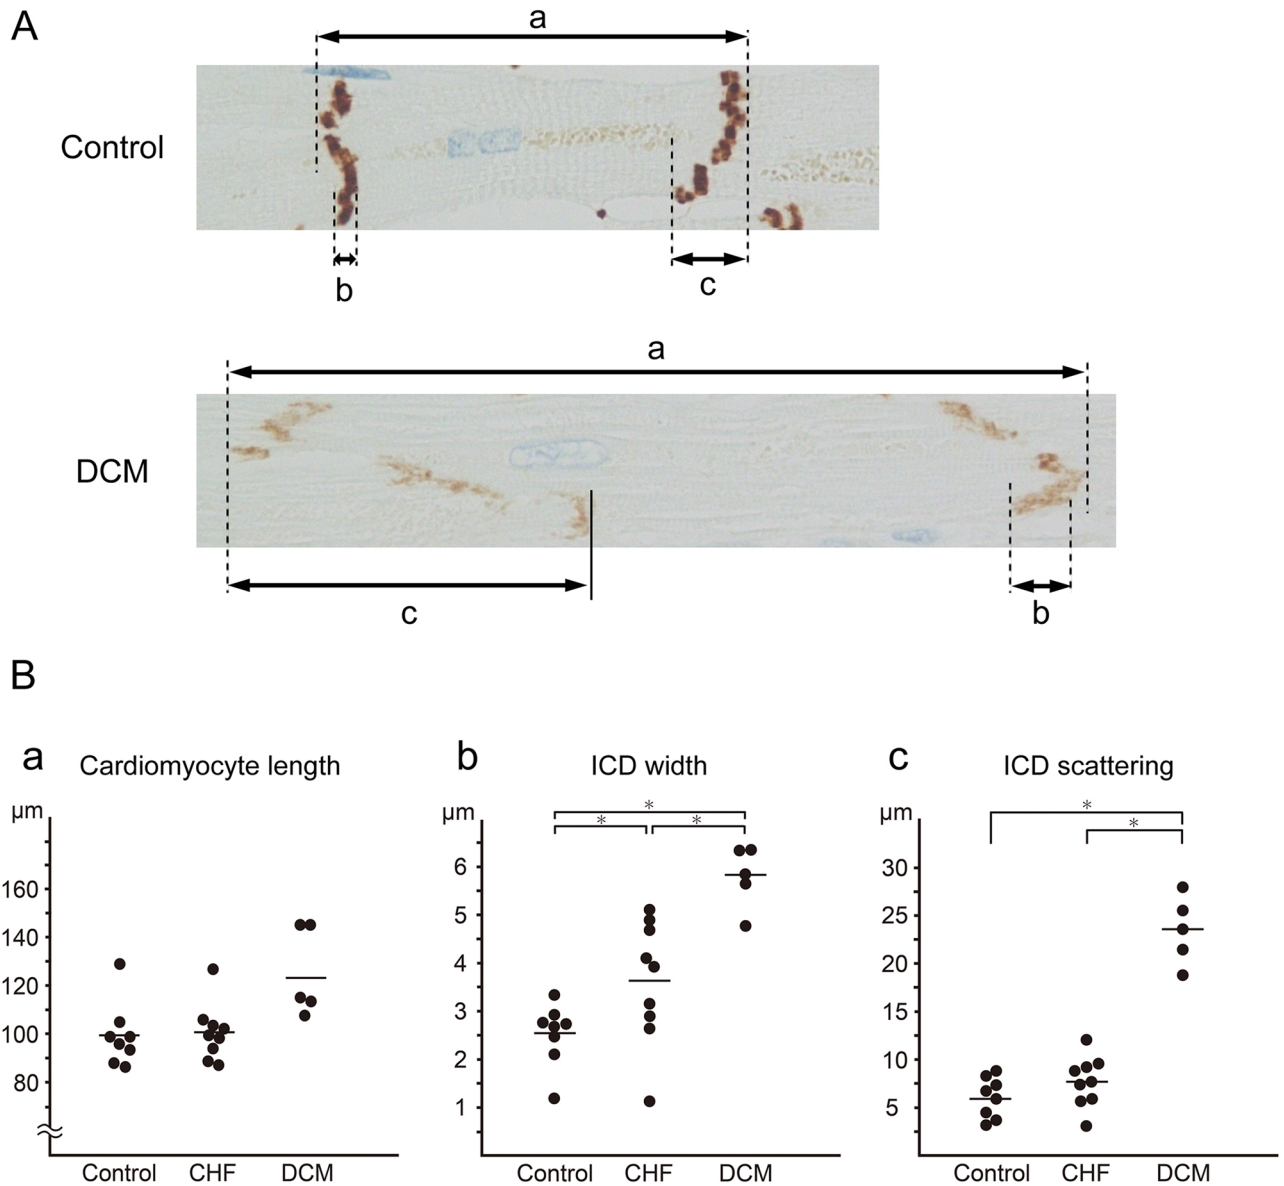 A
a
Control
b
c
a
DCM
c
b
B
a Cardiomyocyte length
µm
160
140
120
100
80
Control CHF DCM
b ICD width
µm
* 
* *
6
5
4
3
2
1
Control CHF DCM
c ICD scattering
µm
*
*
30
25
20
15
10
5
Control CHF DCM